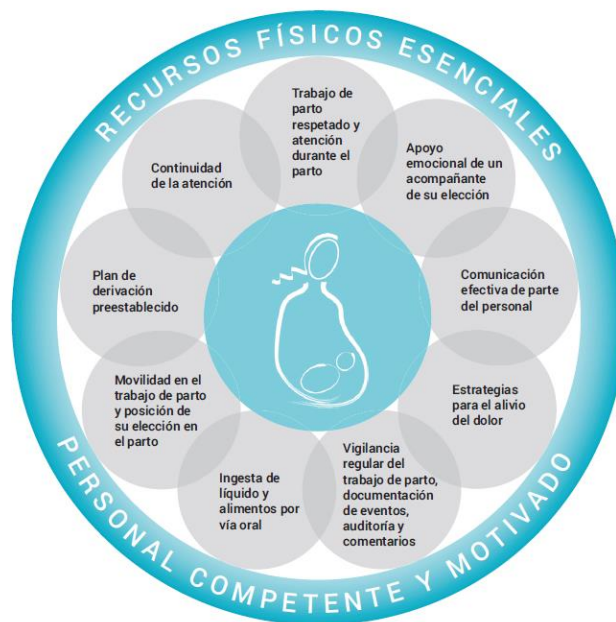 RECURSOS FÍSICOS ESENCIALES
Trabajo de
parto
respetado y
atención
durante el
parto
Apoyo
emocional de un
acompañante
de su elección
Comunicación
efectiva de parte
del personal
Estrategias
para el alivio
del dolor
Vigilancia
regular del
trabajo de parto,
documentación
de eventos,
auditoría y
comentarios
Ingesta de
líquido y
alimentos por
vía oral
Movilidad en el
trabajo de parto
y posición de
su elección en
el parto
Plan de
derivación
preestablecido
Continuidad
de la atención
PERSONAL COMPETENTE Y MOTIVADO